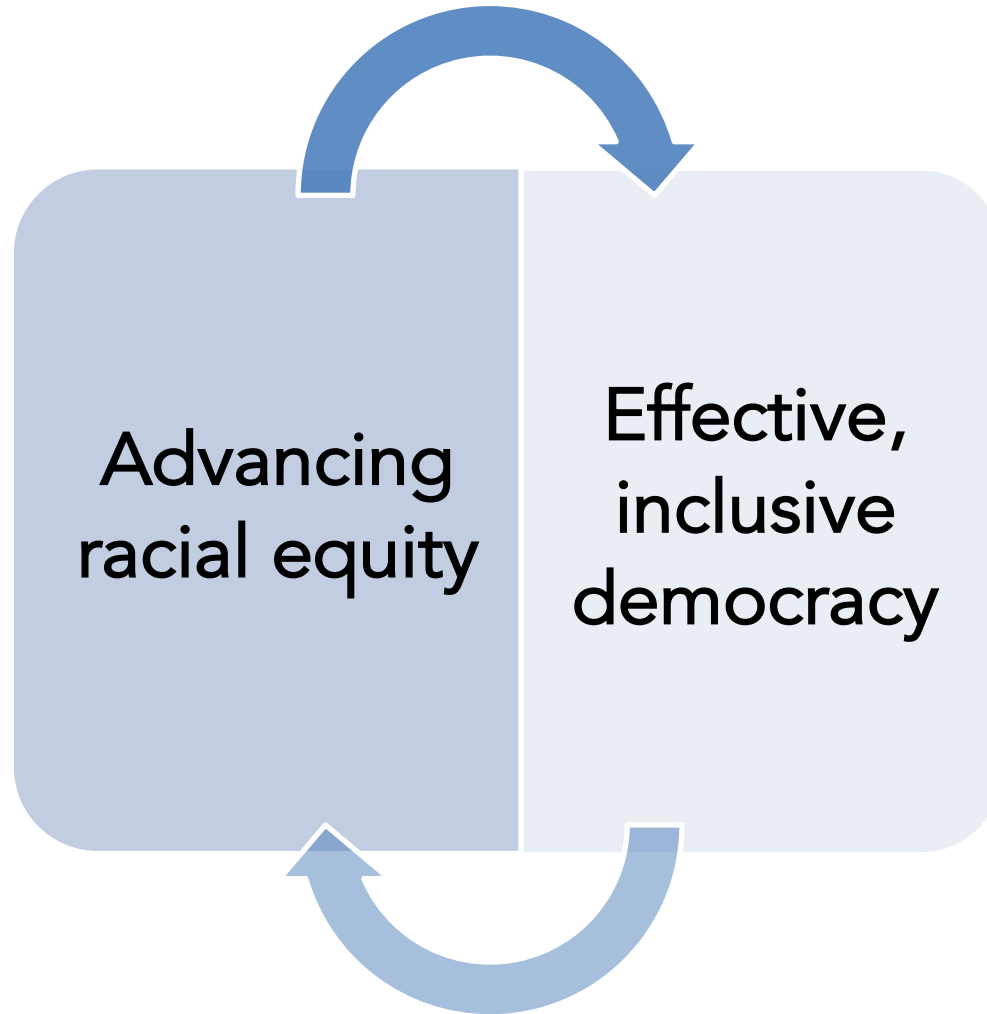 Advancing
racial equity
Effective,
inclusive
democracy